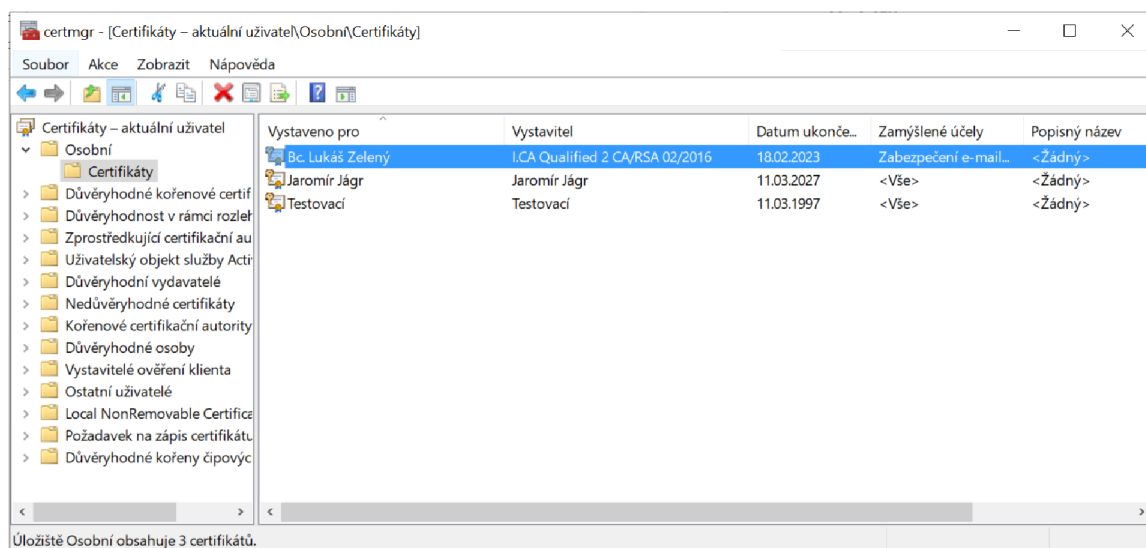 certmgr - [Certifikáty – aktuální uživatel\Osobní\Certifikáty]
Soubor Akce Zobrazit Nápověda
Certifikáty – aktuální uživatel
Osobní
Certifikáty
Důvěryhodné kořenové certif
Důvěryhodnost v rámci rozleh
Zprostředkující certifikační au
Uživatelský objekt služby Acti
Důvěryhodní vydavatelé
Nedůvěryhodné certifikáty
Kořenové certifikační autority
Důvěryhodné osoby
Vystavitelé ověření klienta
Ostatní uživatelé
Local NonRemovable Certifica
Požadavek na zápis certifikátu
Důvěryhodné kořeny čipovýc
Vystaveno pro Vystavitel Datum ukonče... Zamýšlené účely Popisný název
Bc. Lukáš Zelený I.CA Qualified 2 CA/RSA 02/2016 18.02.2023 Zabezpečení e-mail... <Žádný>
Jaromír Jágr Jaromír Jágr 11.03.2027 <Vše> <Žádný>
Testovací Testovací 11.03.1997 <Vše> <Žádný>
Úložiště Osobní obsahuje 3 certifikátů.